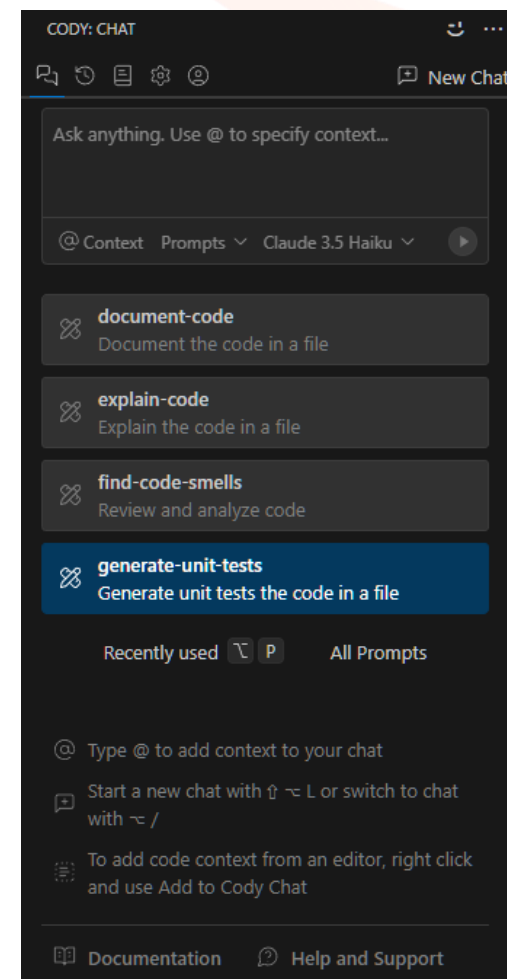 CODY: CHAT
New Chat
Ask anything. Use @ to specify context...
@ Context Prompts Claude 3.5 Haiku
document-code
Document the code in a file
explain-code
Explain the code in a file
find-code-smells
Review and analyze code
generate-unit-tests
Generate unit tests the code in a file
Recently used ⌥ P All Prompts
@ Type @ to add context to your chat
Start a new chat with ⇧ ⌥ L or switch to chat
with ⌥ /
To add code context from an editor, right click
and use Add to Cody Chat
Documentation Help and Support